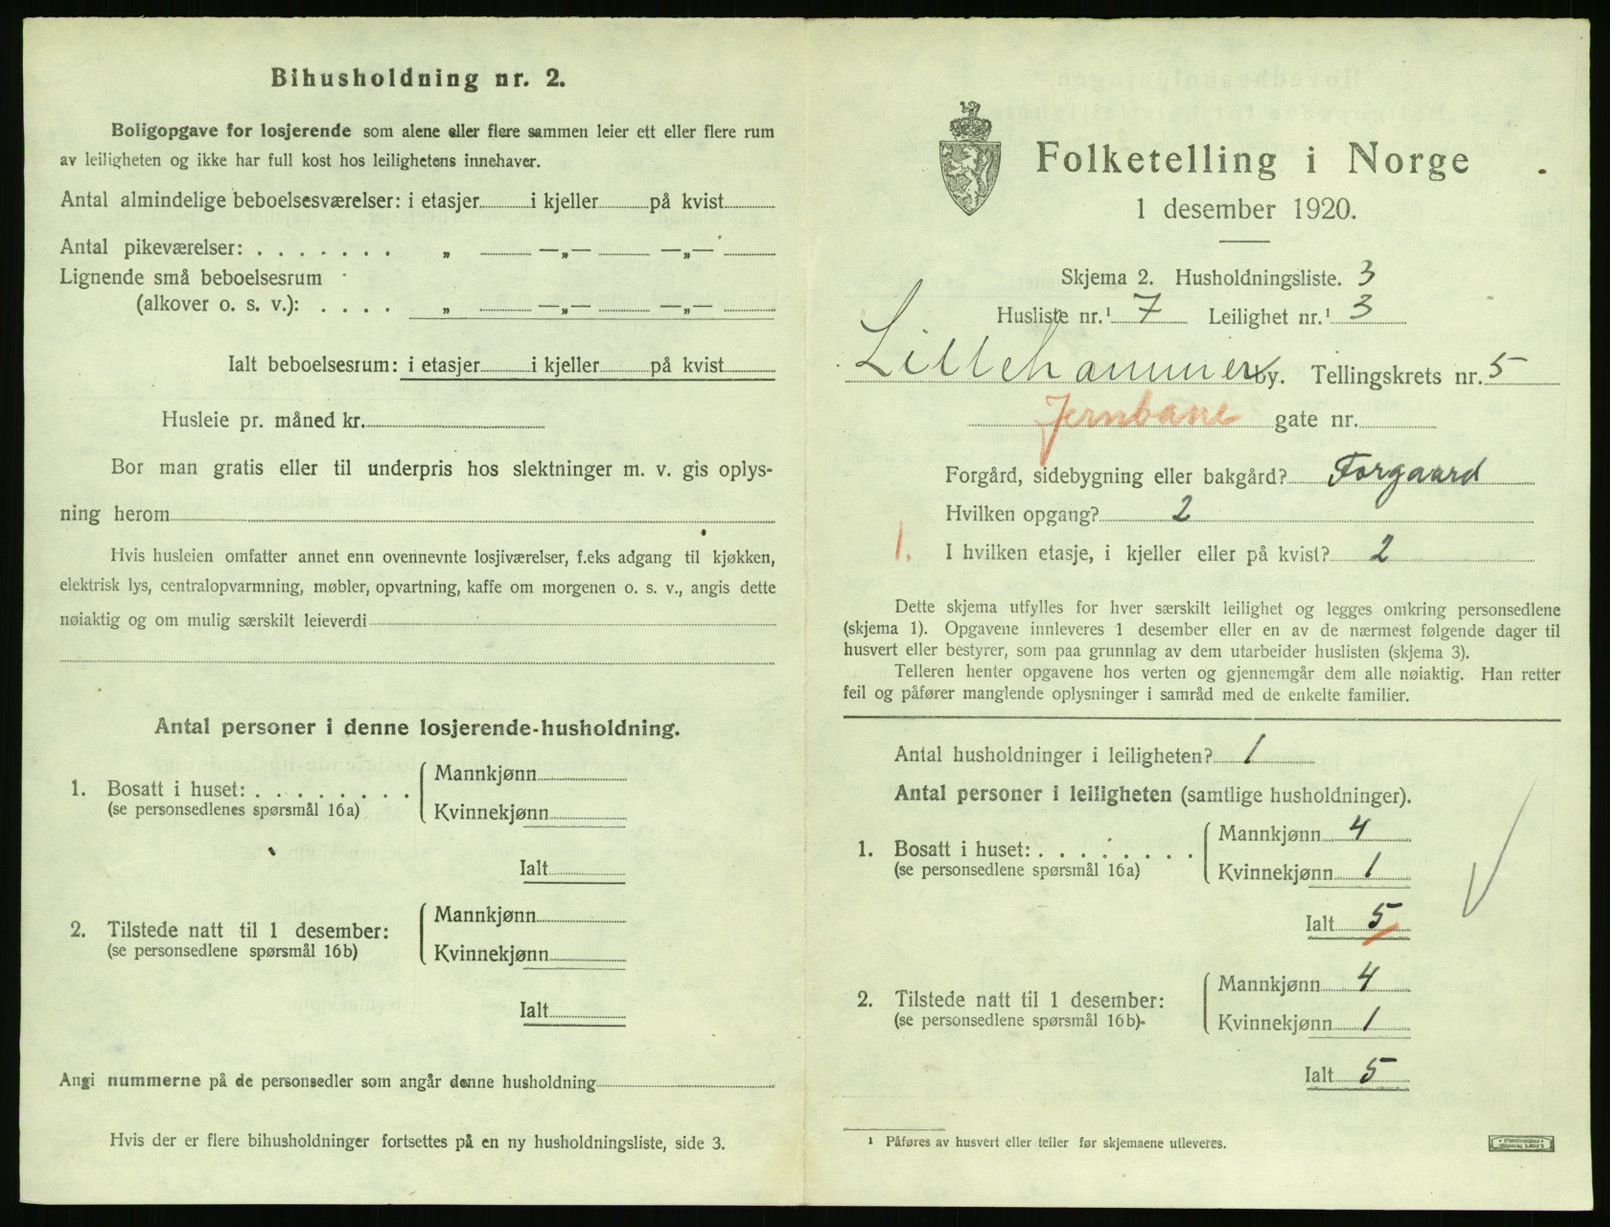 Bihusholdning nr. 2.
Boligopgave for losjerende som alene eller flere sammen leier ett eller flere rum
av leiligheten og ikke har full kost hos leilighetens innehaver.
Antal almindelige beboelsesværelser: i etasjer i kjeller på kvist
Antal pikeværelser: . . . . . . . „ —„— —„—
Lignende små beboelsesrum
(alkover o. s. v.): . . . . „ —„— —„—
Ialt beboelsesrum: i etasjer i kjeller på kvist
Husleie pr. måned kr.
Bor man gratis eller til underpris hos slektninger m. v. gis oplys-
ning herom
Hvis husleien omfatter annet enn ovennevnte losjiværelser, f.eks adgang til kjøkken,
elektrisk lys, centralopvarmning, møbler, opvartning, kaffe om morgenen o. s. v., angis dette
nøiaktig og om mulig særskilt leieverdi
Antal personer i denne losjerende-husholdning.
1. Bosatt i huset: . . . . . . . .
(se personsedlenes spørsmål 16a)
Mannkjønn
Kvinnekjønn
Ialt
2. Tilstede natt til 1 desember:
(se personsedlene spørsmål 16b)
Mannkjønn
Kvinnekjønn
Ialt
Angi nummerne på de personsedler som angår denne husholdning
Hvis der er flere bihusholdninger fortsettes på en ny husholdningsliste, side 3.
Folketelling i Norge
1 desember 1920.
Skjema 2. Husholdningsliste. 3
Husliste nr.¹ 7 Leilighet nr.¹ 3
Lillehammer by. Tellingskrets nr. 5
Jernbane gate nr.
Forgård, sidebygning eller bakgård? Forgaard
Hvilken opgang? 2
1. I hvilken etasje, i kjeller eller på kvist? 2
Dette skjema utfylles for hver særskilt leilighet og legges omkring personsedlene
(skjema 1). Opgavene innleveres 1 desember eller en av de nærmest følgende dager til
husvert eller bestyrer, som paa grunnlag av dem utarbeider huslisten (skjema 3).
Telleren henter opgavene hos verten og gjennemgår dem alle nøiaktig. Han retter
feil og påfører manglende oplysninger i samråd med de enkelte familier.
Antal husholdninger i leiligheten? 1
Antal personer i leiligheten (samtlige husholdninger).
1. Bosatt i huset: . . . . . . . .
(se personsedlene spørsmål 16a)
Mannkjønn 4
Kvinnekjønn 1
Ialt 5
2. Tilstede natt til 1 desember:
(se personsedlene spørsmål 16b)
Mannkjønn 4
Kvinnekjønn 1
Ialt 5
¹ Påføres av husvert eller teller før skjemaene utleveres.